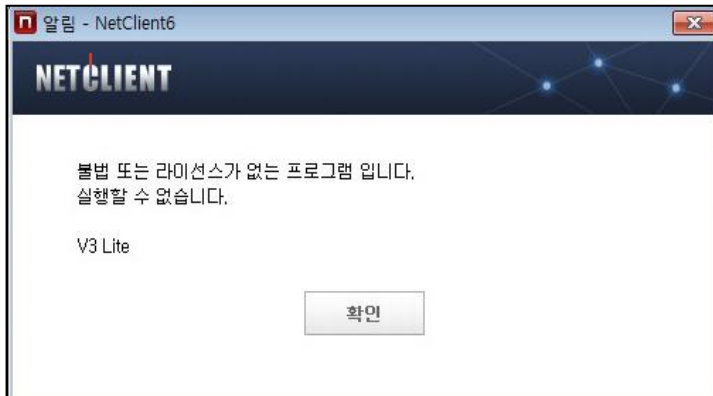 알림 - NetClient6
NETCLIENT
불법 또는 라이선스가 없는 프로그램 입니다.
실행할 수 없습니다.
V3 Lite
확인